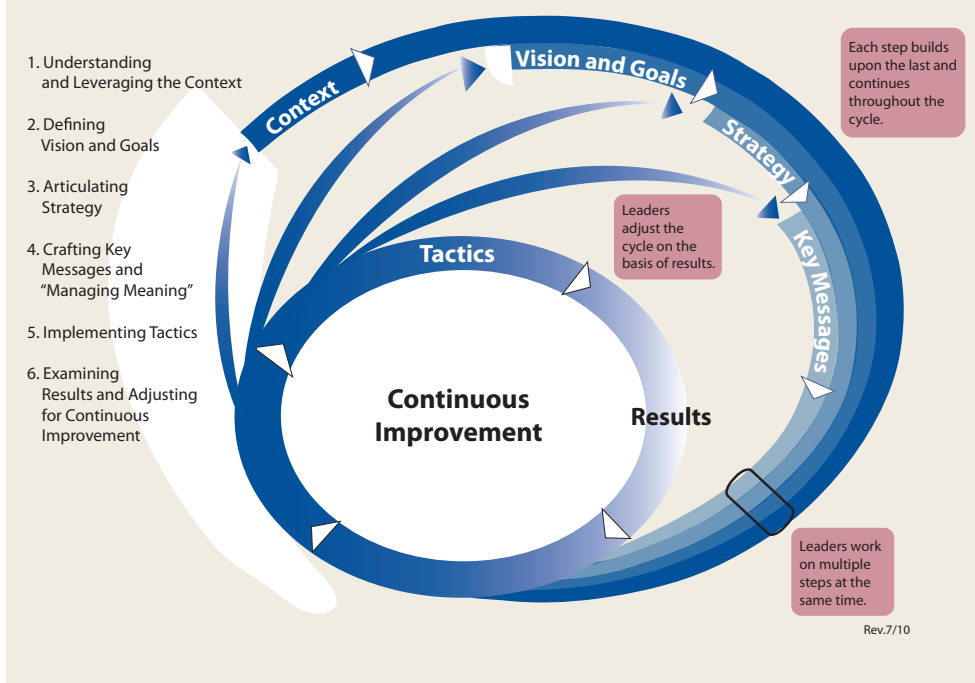 1. Understanding
and Leveraging the Context
2. Defining
Vision and Goals
3. Articulating
Strategy
4. Crafting Key
Messages and
“Managing Meaning”
5. Implementing Tactics
6. Examining
Results and Adjusting
for Continuous
Improvement
Context
Vision and Goals
Strategy
Key Messages
Tactics
Results
Continuous
Improvement
Each step builds
upon the last and
continues
throughout the
cycle.
Leaders
adjust the
cycle on the
basis of results.
Leaders work
on multiple
steps at the
same time.
Rev.7/10